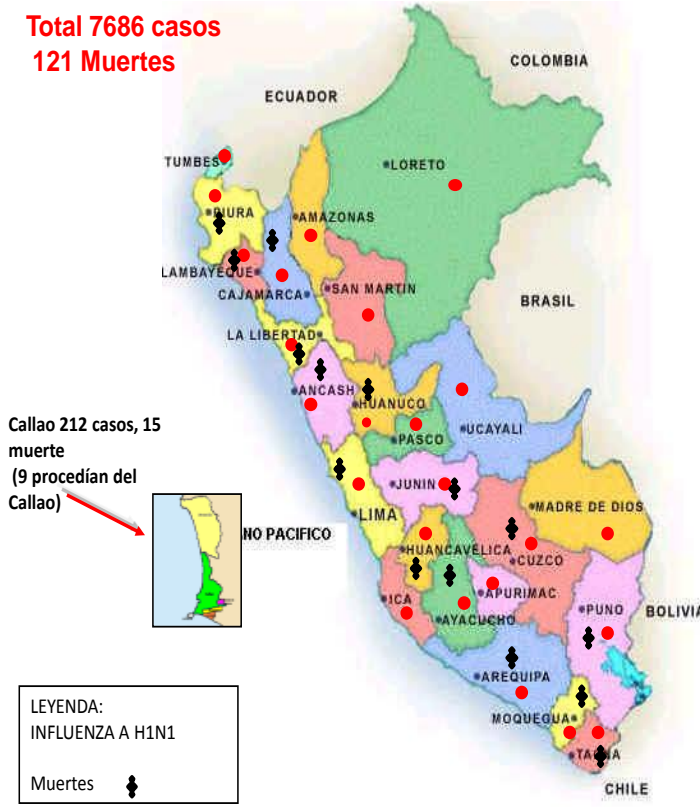 Total 7686 casos
121 Muertes
COLOMBIA
ECUADOR
TUMBES
LORETO
PIURA
AMAZONAS
LAMBAYEQUE
SAN MARTIN
CAJAMARCA
BRASIL
LA LIBERTAD
ANCASH
HUANUCO
Callao 212 casos, 15
muerte
(9 procedían del
Callao)
PASCO
UCAYALI
JUNIN
MADRE DE DIOS
LIMA
NO PACIFICO
HUANCAVELICA
CUZCO
ICA
APURIMAC
PUNO
BOLIVIA
AYACUCHO
AREQUIPA
MOQUEGUA
TACNA
CHILE
LEYENDA:
INFLUENZA A H1N1
Muertes